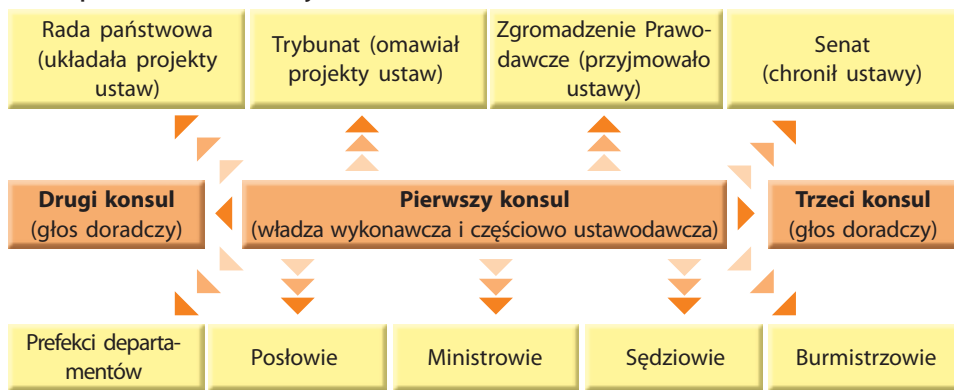 Rada państwowa
(układała projekty
ustaw)
Trybunat (omawiał
projekty ustaw)
Zgromadzenie Prawo-
dawcze (przyjmowało
ustawy)
Senat
(chronił ustawy)
Drugi konsul
(głos doradczy)
Pierwszy konsul
(władza wykonawcza i częściowo ustawodawcza)
Trzeci konsul
(głos doradczy)
Prefekci departa-
mentów
Posłowie
Ministrowie
Sędziowie
Burmistrzowie